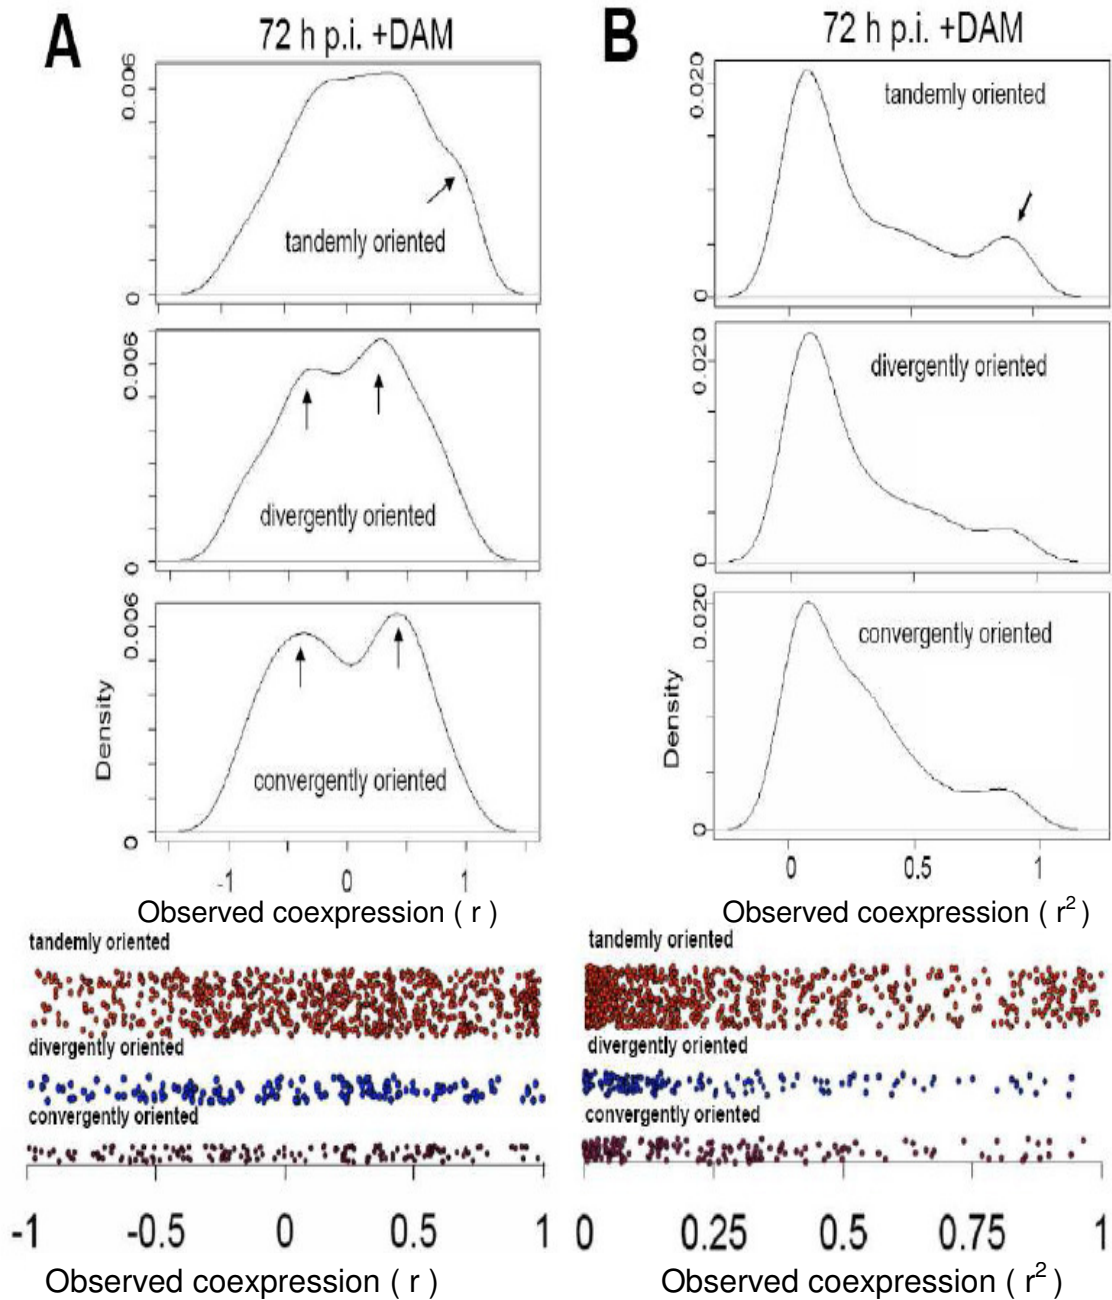 A
72 h p.i. +DAM
0.006
tandemly oriented
0
0.006
divergently oriented
0
0.006
convergently oriented
0
Density
-1 0 1
Observed coexpression ( r )
tandemly oriented
divergently oriented
convergently oriented
-1 -0.5 0 0.5 1
Observed coexpression ( r )
B
72 h p.i. +DAM
0.020
tandemly oriented
0
0.020
divergently oriented
0
0.020
convergently oriented
0
Density
0 0.5 1
Observed coexpression ( r² )
tandemly oriented
divergently oriented
convergently oriented
0 0.25 0.5 0.75 1
Observed coexpression ( r² )